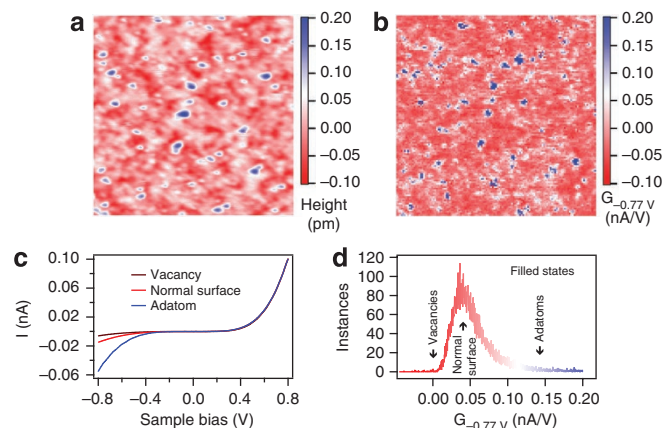 a
0.20
0.15
0.10
0.05
0.00
−0.05
−0.10
Height
(pm)
b
0.20
0.15
0.10
0.05
0.00
−0.05
−0.10
G−0.77 V
(nA/V)
c
0.10
0.06
0.02
−0.02
−0.06
I (nA)
Vacancy
Normal surface
Adatom
−0.8
−0.4
0.0
0.4
0.8
Sample bias (V)
d
120
100
80
60
40
20
0
Instances
Filled states
Vacancies
Normal
surface
Adatoms
0.00
0.05
0.10
0.15
0.20
G−0.77 V (nA/V)